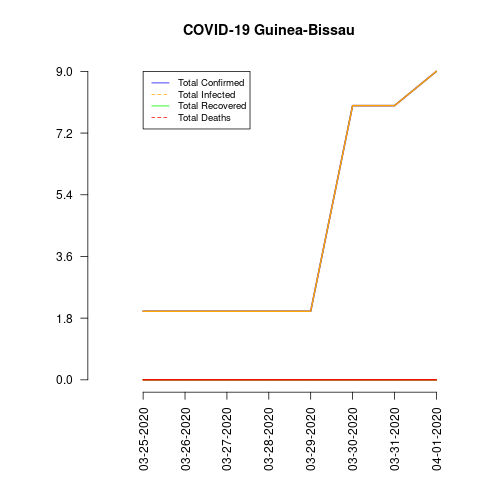 COVID-19 Guinea-Bissau
9.0
7.2
5.4
3.6
1.8
0.0
Total Confirmed
Total Infected
Total Recovered
Total Deaths
03-25-2020
03-26-2020
03-27-2020
03-28-2020
03-29-2020
03-30-2020
03-31-2020
04-01-2020